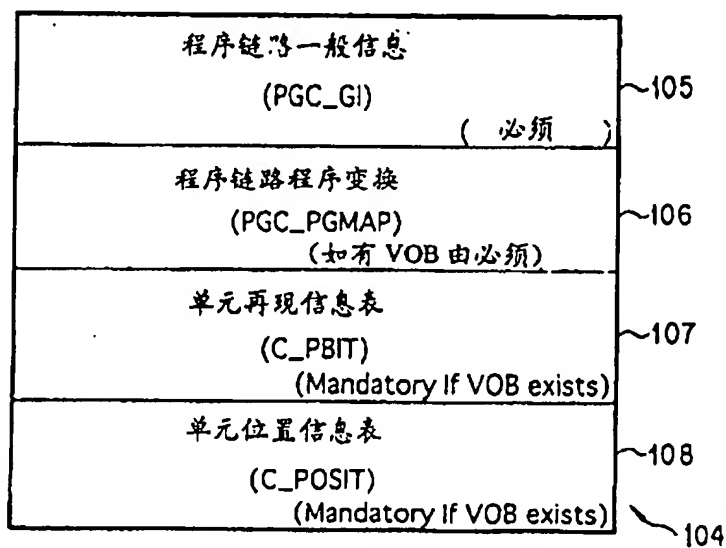 程序链路一般信息
(PGC_GI)
( 必须 )
105
程序链路程序变换
(PGC_PGMAP)
(如有 VOB 由必须)
106
单元再现信息表
(C_PBIT)
(Mandatory If VOB exists)
107
单元位置信息表
(C_POSIT)
(Mandatory If VOB exists)
108
104